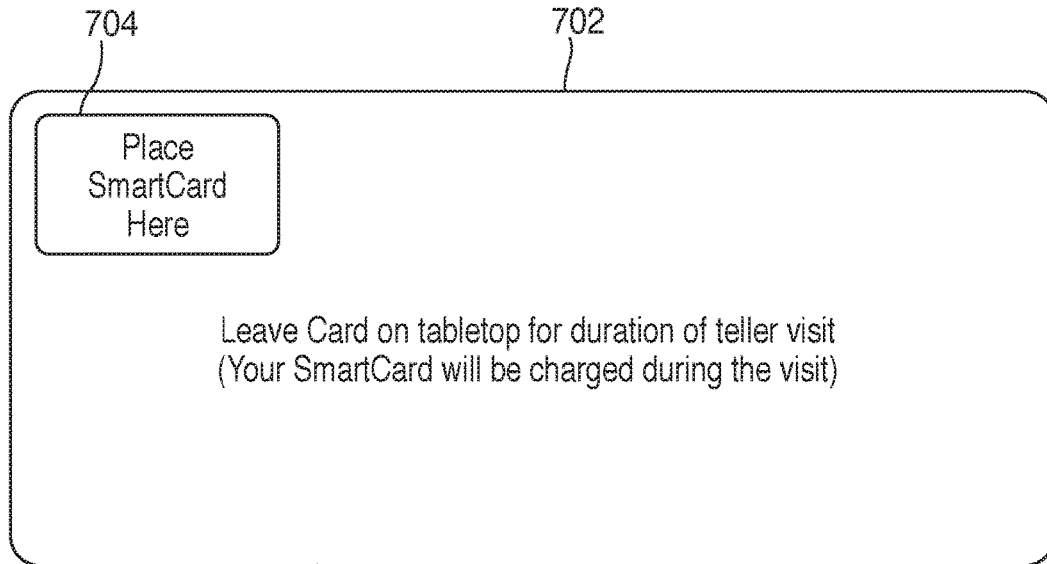 704
702
Place
SmartCard
Here
Leave Card on tabletop for duration of teller visit
(Your SmartCard will be charged during the visit)